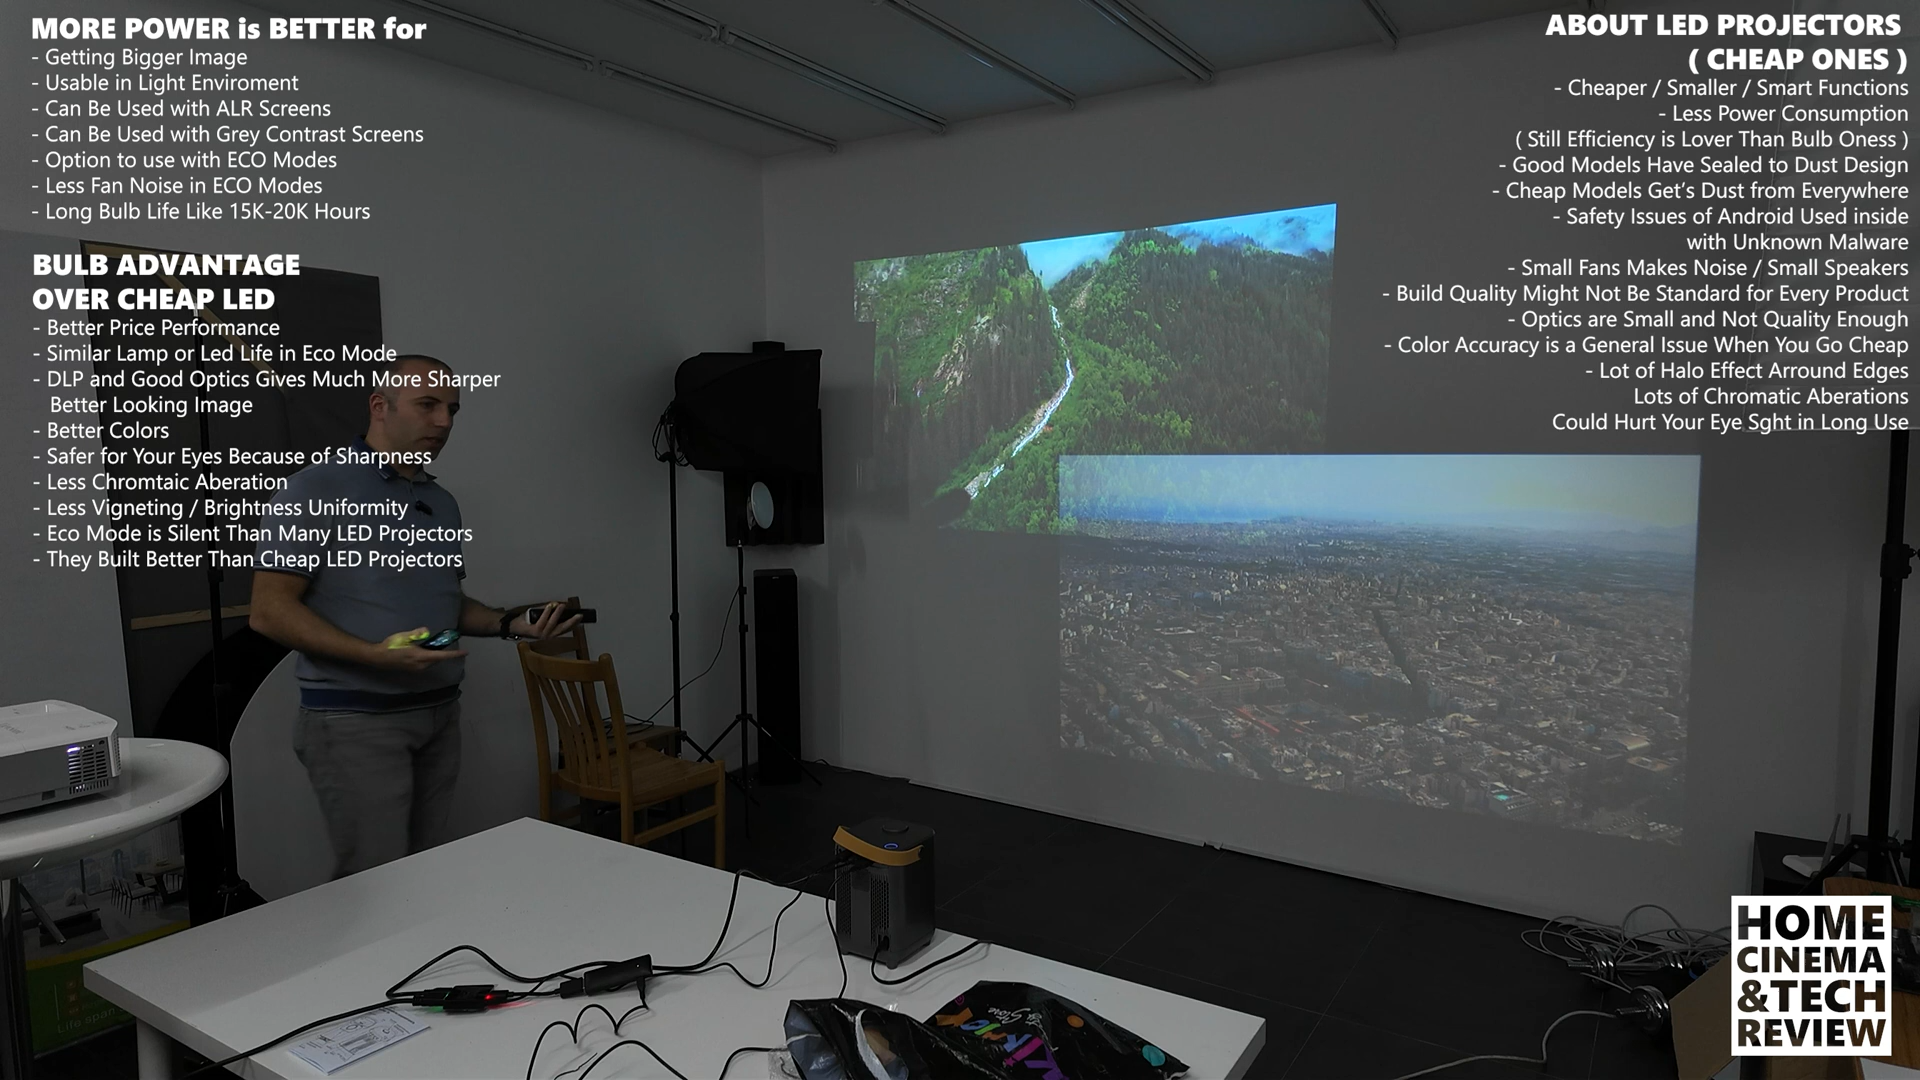 MORE POWER is BETTER for
- Getting Bigger Image
- Usable in Light Enviroment
- Can Be Used with ALR Screens
- Can Be Used with Grey Contrast Screens
- Option to use with ECO Modes
- Less Fan Noise in ECO Modes
- Long Bulb Life Like 15K-20K Hours
BULB ADVANTAGE
OVER CHEAP LED
- Better Price Performance
- Similar Lamp or Led Life in Eco Mode
- DLP and Good Optics Gives Much More Sharper
Better Looking Image
- Better Colors
- Safer for Your Eyes Because of Sharpness
- Less Chromtaic Aberation
- Less Vigneting / Brightness Uniformity
- Eco Mode is Silent Than Many LED Projectors
- They Built Better Than Cheap LED Projectors
ABOUT LED PROJECTORS
( CHEAP ONES )
- Cheaper / Smaller / Smart Functions
- Less Power Consumption
( Still Efficiency is Lover Than Bulb Oness )
- Good Models Have Sealed to Dust Design
- Cheap Models Get's Dust from Everywhere
- Safety Issues of Android Used inside
with Unknown Malware
- Small Fans Makes Noise / Small Speakers
- Build Quality Might Not Be Standard for Every Product
- Optics are Small and Not Quality Enough
- Color Accuracy is a General Issue When You Go Cheap
- Lot of Halo Effect Arround Edges
Lots of Chromatic Aberations
Could Hurt Your Eye Sght in Long Use
Life span
HOME
CINEMA
&TECH
REVIEW